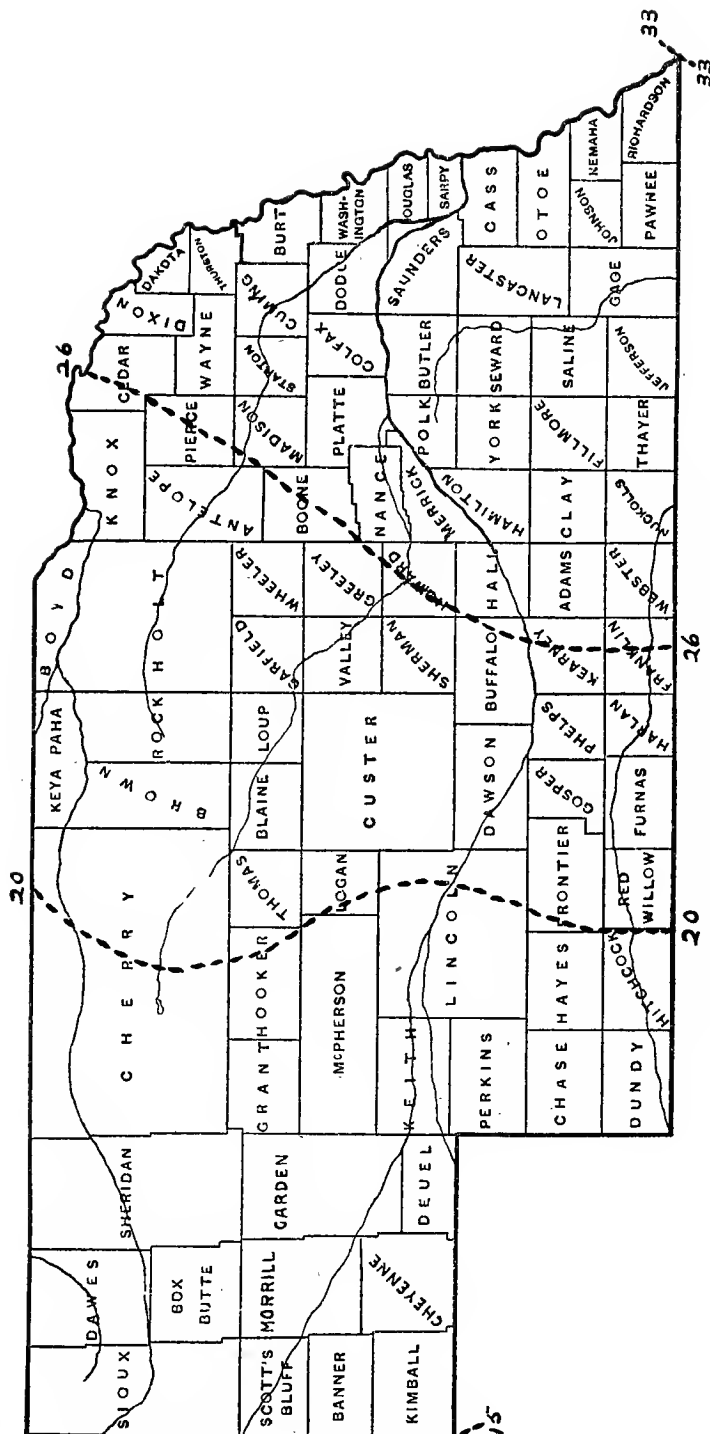 20
26
SIOUX
DAWES
SHERIDAN
CHERRY
KEYA PAHA
BOYD
BROWN
ROCK
HOLT
KNOX
CEDAR
DIXON
DAKOTA
ANTELOPE
PIERCE
WAYNE
THURSTON
BOX
BUTTE
SCOTT'S
BLUFF
MORRILL
GARDEN
GRANT
HOOKER
THOMAS
BLAINE
LOUP
GARFIELD
WHEELER
BOONE
MADISON
STANTON
CUMING
BURT
BANNER
McPHERSON
LOGAN
CUSTER
VALLEY
GREELEY
NANCE
PLATTE
COLFAX
DODGE
WASH-
INGTON
KIMBALL
CHEYENNE
DEUEL
KEITH
LINCOLN
SHERMAN
HOWARD
MERRICK
POLK
BUTLER
SAUNDERS
DOUGLAS
SARPY
PERKINS
DAWSON
BUFFALO
HALL
HAMILTON
YORK
SEWARD
LANCASTER
CASS
CHASE
HAYES
FRONTIER
GOSPER
PHELPS
KEARNEY
ADAMS
CLAY
FILLMORE
SALINE
OTOE
GAGE
JOHNSON
NEMAHA
DUNDY
HITCHCOCK
RED
WILLOW
FURNAS
HARLAN
FRANKLIN
WEBSTER
NUCKOLLS
THAYER
JEFFERSON
PAWNEE
RICHARDSON
33
33
20
26